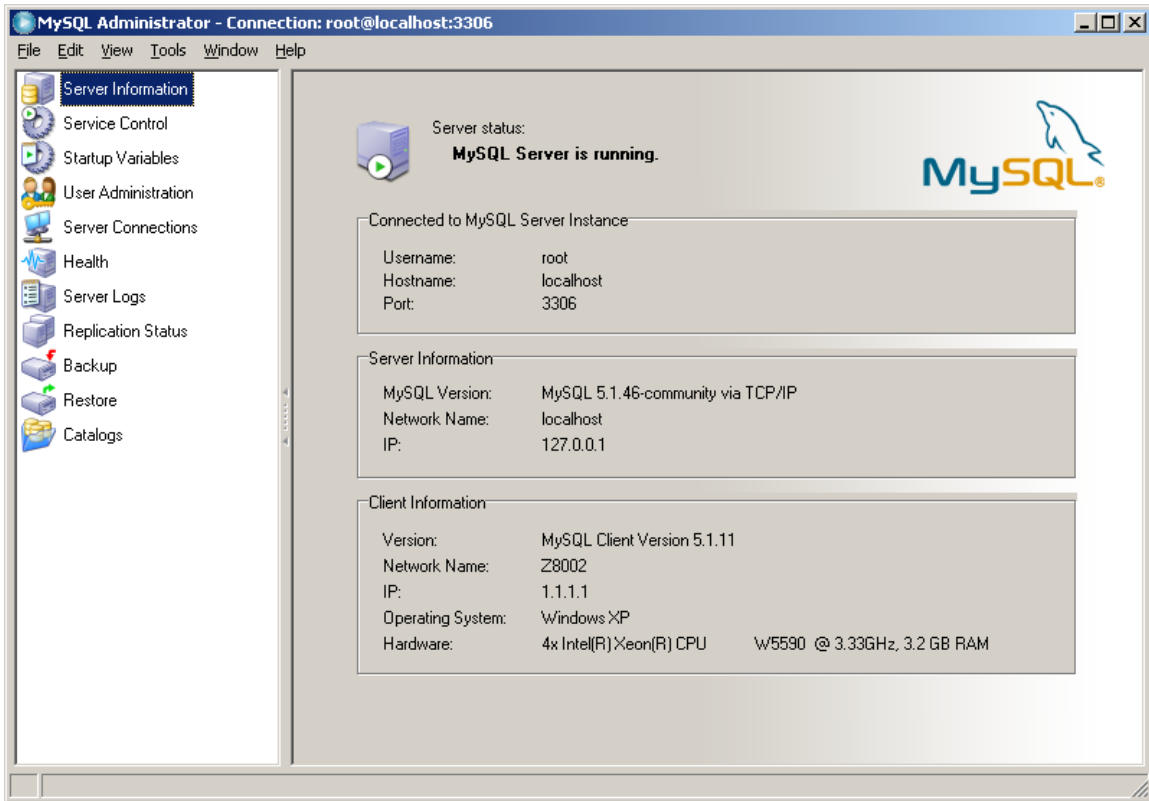 MySQL Administrator - Connection: root@localhost:3306
File Edit View Tools Window Help
Server Information
Service Control
Startup Variables
User Administration
Server Connections
Health
Server Logs
Replication Status
Backup
Restore
Catalogs
Server status:
MySQL Server is running.
MySQL®
Connected to MySQL Server Instance
Username: root
Hostname: localhost
Port: 3306
Server Information
MySQL Version: MySQL 5.1.46-community via TCP/IP
Network Name: localhost
IP: 127.0.0.1
Client Information
Version: MySQL Client Version 5.1.11
Network Name: Z8002
IP: 1.1.1.1
Operating System: Windows XP
Hardware: 4x Intel(R) Xeon(R) CPU W5590 @ 3.33GHz, 3.2 GB RAM